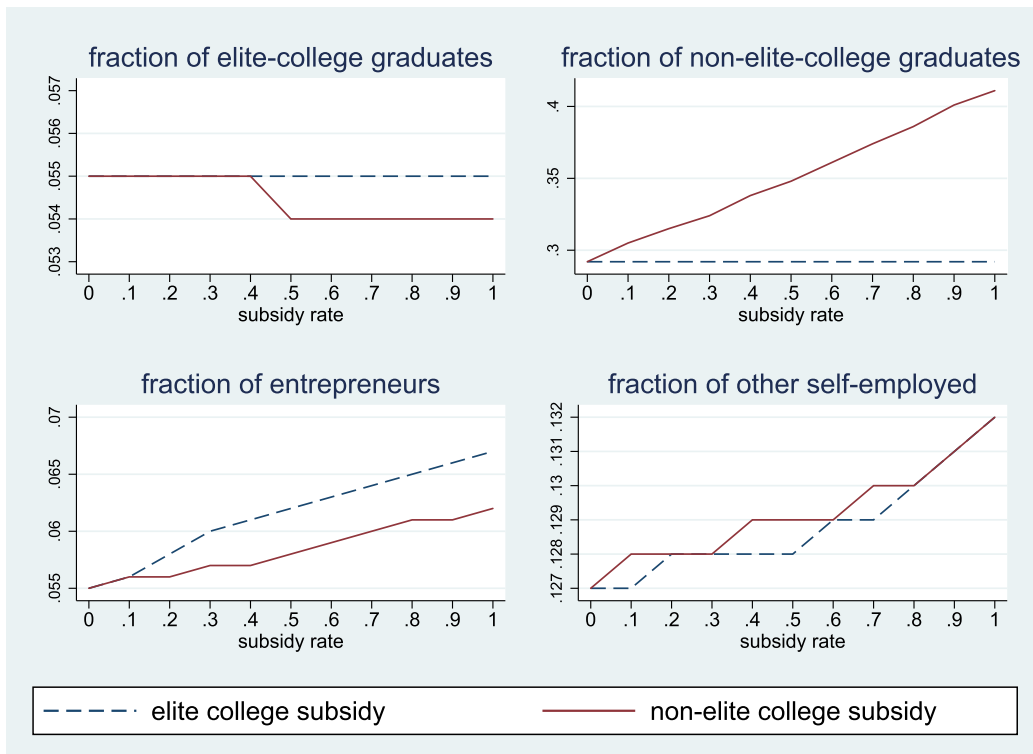 fraction of elite-college graduates
.057
.056
.055
.054
.053
0 .1 .2 .3 .4 .5 .6 .7 .8 .9 1
subsidy rate
fraction of non-elite-college graduates
.4
.35
.3
0 .1 .2 .3 .4 .5 .6 .7 .8 .9 1
subsidy rate
fraction of entrepreneurs
.07
.065
.06
.055
0 .1 .2 .3 .4 .5 .6 .7 .8 .9 1
subsidy rate
fraction of other self-employed
.132
.131
.13
.129
.128
.127
0 .1 .2 .3 .4 .5 .6 .7 .8 .9 1
subsidy rate
elite college subsidy
non-elite college subsidy